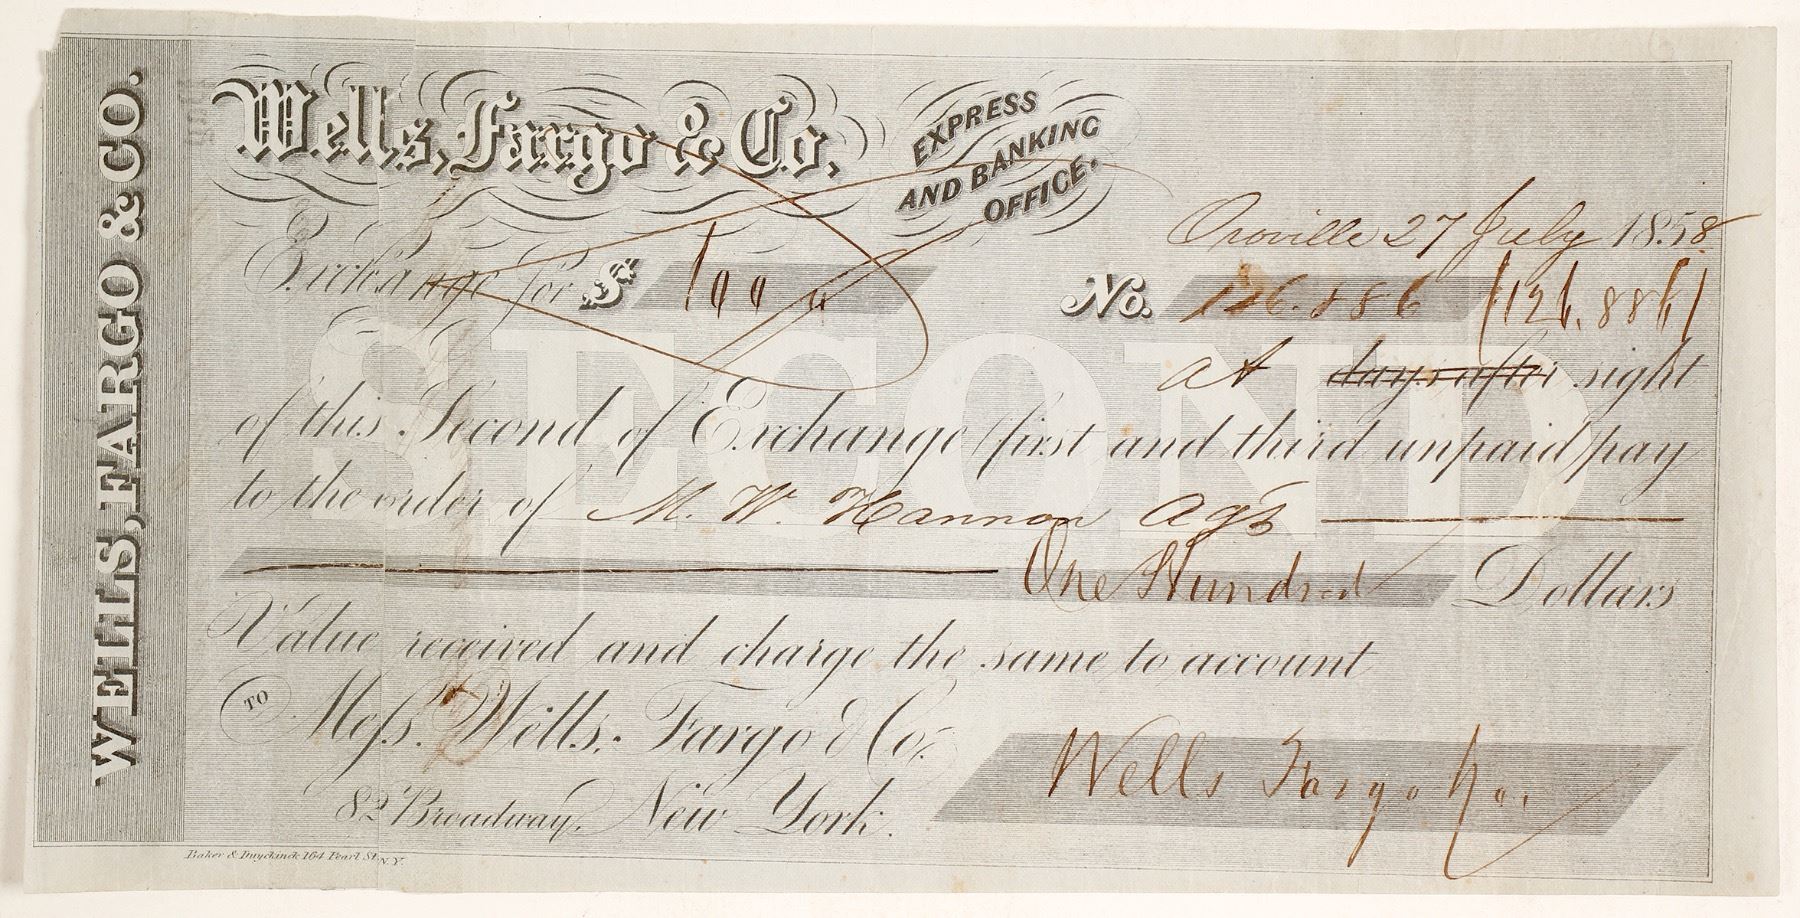 WELLS, FARGO & CO.
Wells, Fargo & Co.
EXPRESS
AND BANKING
OFFICE.
Oroville 27 July 1858
Exchange for $ 100 No. 126.886 (126.886)
SECOND
at days after sight
of this Second of Exchange (first and third unpaid) pay
to the order of M. W. Hannon Agt
One Hundred Dollars
Value received and charge the same to account
TO Mess. Wells, Fargo & Co.
82 Broadway, New York.
Wells Fargo & Co.
Baker & Duyckinck 164 Pearl St. N.Y.